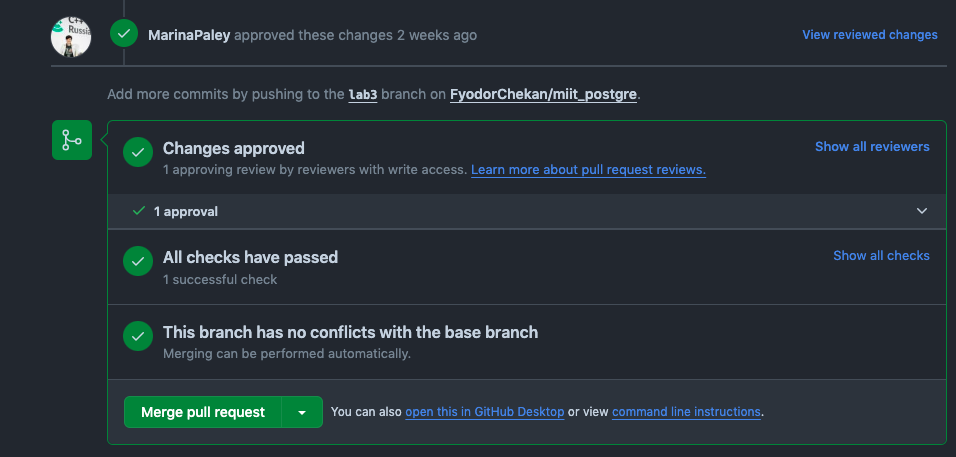 C++
Russia
MarinaPaley approved these changes 2 weeks ago
View reviewed changes
Add more commits by pushing to the lab3 branch on FyodorChekan/miit_postgre.
Changes approved
Show all reviewers
1 approving review by reviewers with write access. Learn more about pull request reviews.
1 approval
All checks have passed
Show all checks
1 successful check
This branch has no conflicts with the base branch
Merging can be performed automatically.
Merge pull request
You can also open this in GitHub Desktop or view command line instructions.